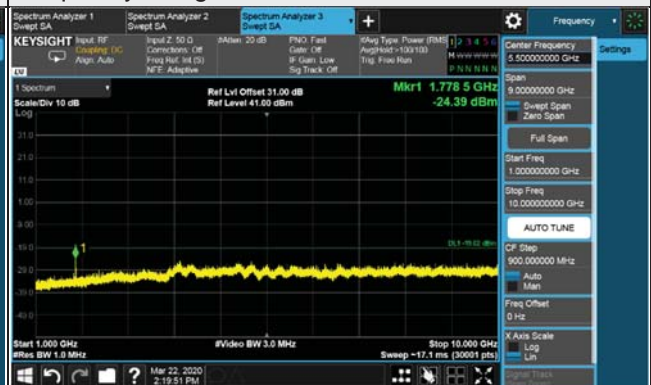 Spectrum Analyzer 1
Swept SA
Spectrum Analyzer 2
Swept SA
Spectrum Analyzer 3
Swept SA
+
Frequency
KEYSIGHT
Input: RF
Coupling: DC
Align: Auto
Input Z: 50 Ω
Corrections: Off
Freq Ref: Int (S)
NFE: Adaptive
#Atten: 20 dB
PNO: Fast
Gate: Off
IF Gain: Low
Sig Track: Off
#Avg Type: Power (RMS)
Avg|Hold:>100/100
Trig: Free Run
1 2 3 4 5 6
M w w w w w
P N N N N N
LXI
1 Spectrum
Scale/Div 10 dB
Log
Ref Lvl Offset 31.00 dB
Ref Level 41.00 dBm
Mkr1 1.778 5 GHz
-24.39 dBm
31.0
21.0
11.0
1.00
-9.00
-19.0
-29.0
-39.0
-49.0
1
Start 1.000 GHz
#Res BW 1.0 MHz
#Video BW 3.0 MHz
Stop 10.000 GHz
Sweep ~17.1 ms (30001 pts)
Mar 22, 2020
2:19:51 PM
?
Center Frequency
5.500000000 GHz
Settings
Span
9.00000000 GHz
Swept Span
Zero Span
Full Span
Start Freq
1.000000000 GHz
Stop Freq
10.000000000 GHz
AUTO TUNE
CF Step
900.000000 MHz
Auto
Man
Freq Offset
0 Hz
X Axis Scale
Log
Lin
Signal Track